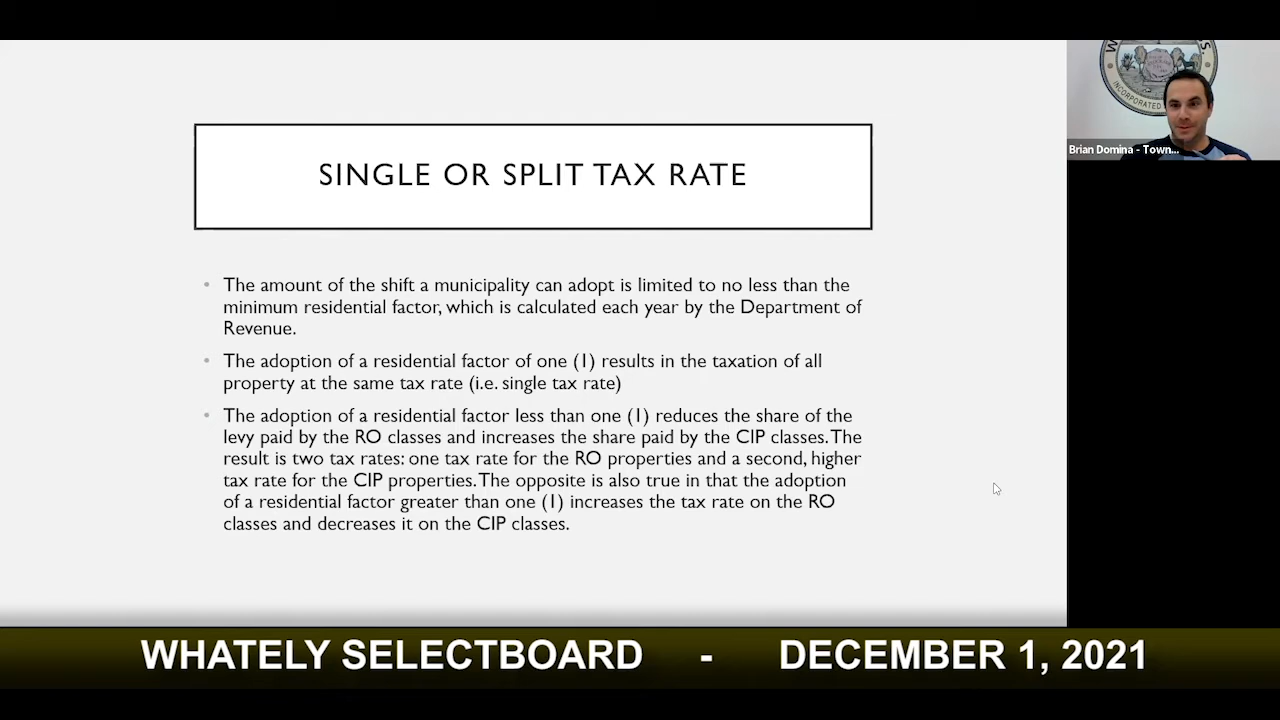 SINGLE OR SPLIT TAX RATE
• The amount of the shift a municipality can adopt is limited to no less than the
minimum residential factor, which is calculated each year by the Department of
Revenue.
• The adoption of a residential factor of one (1) results in the taxation of all
property at the same tax rate (i.e. single tax rate)
• The adoption of a residential factor less than one (1) reduces the share of the
levy paid by the RO classes and increases the share paid by the CIP classes. The
result is two tax rates: one tax rate for the RO properties and a second, higher
tax rate for the CIP properties. The opposite is also true in that the adoption
of a residential factor greater than one (1) increases the tax rate on the RO
classes and decreases it on the CIP classes.
INCORPORATED
Brian Domina - Town...
WHATELY SELECTBOARD - DECEMBER 1, 2021